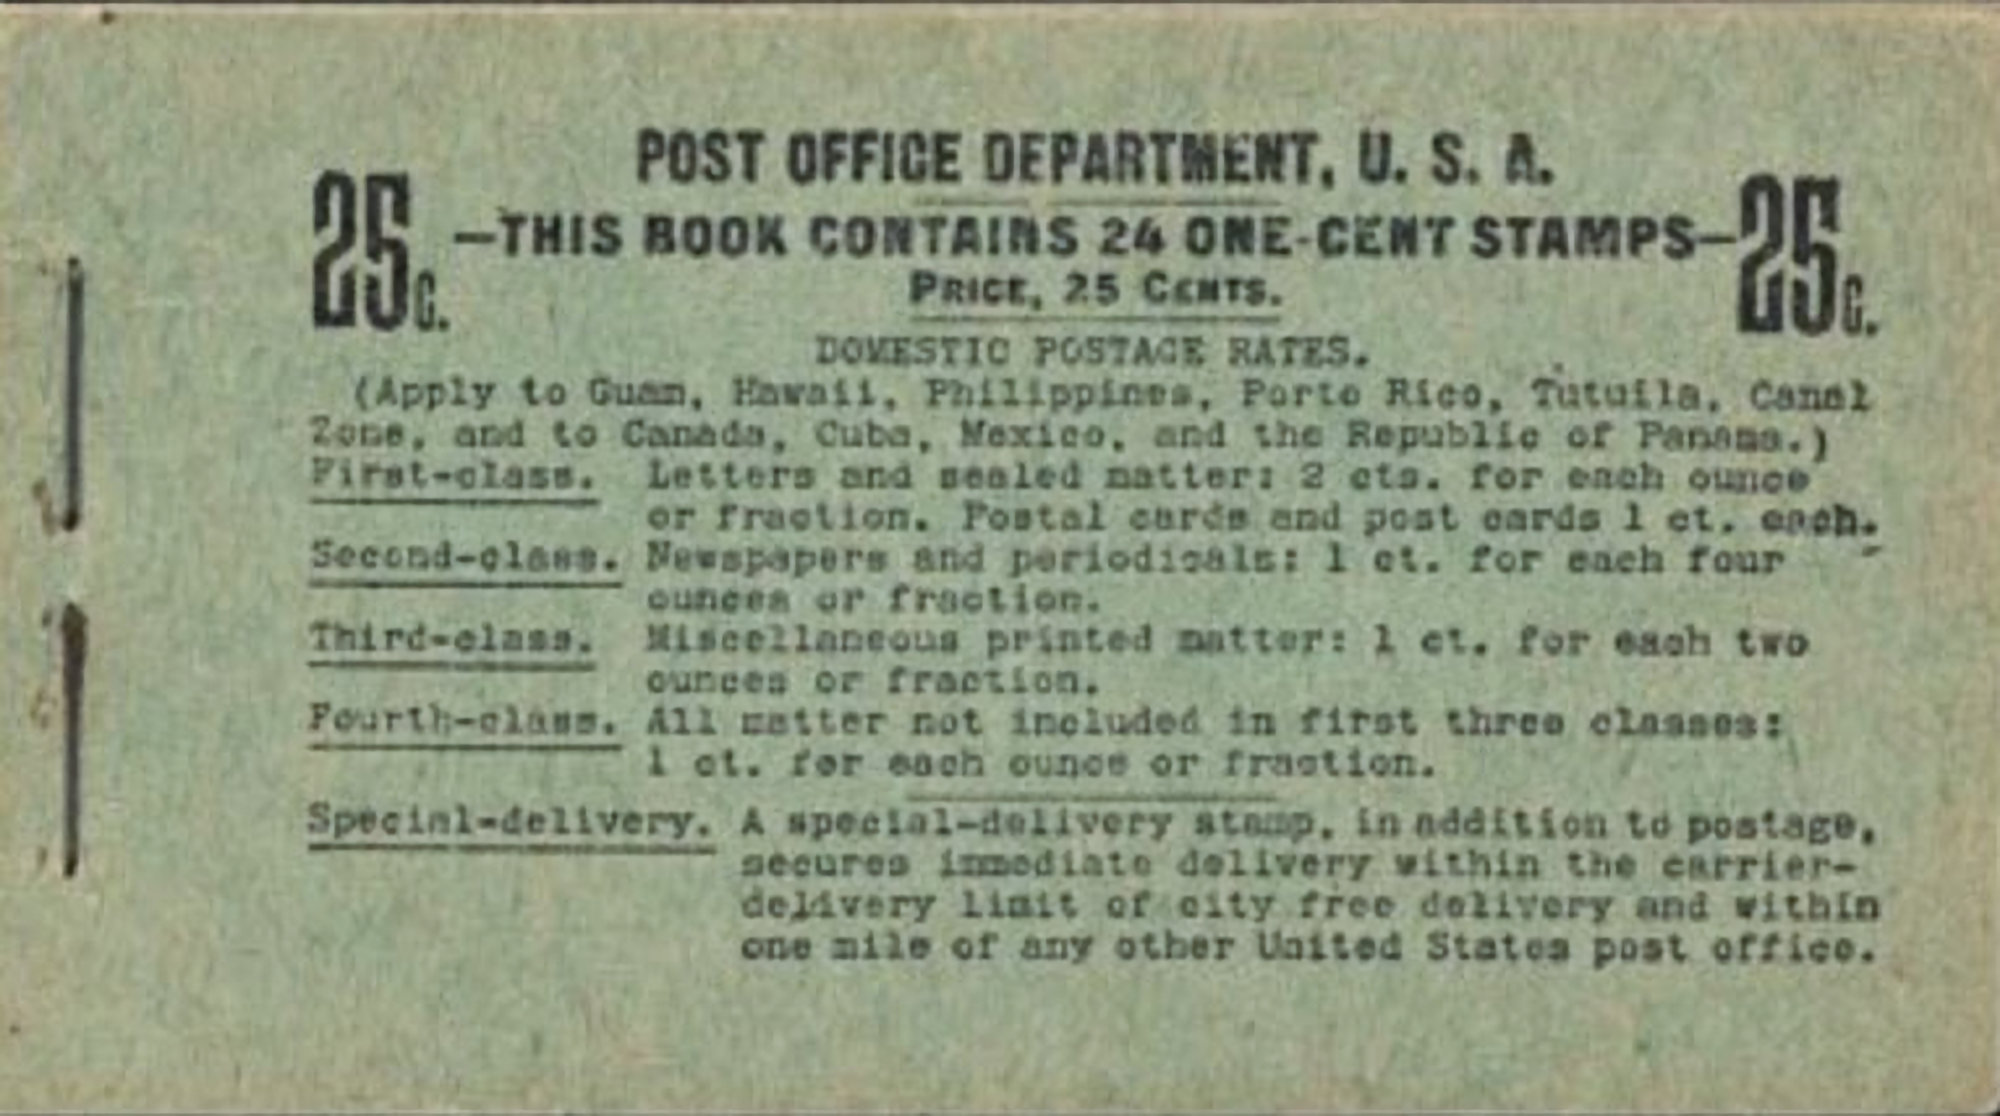 POST OFFICE DEPARTMENT, U. S. A.
25c. —THIS BOOK CONTAINS 24 ONE-CENT STAMPS— 25c.
PRICE, 25 CENTS.
DOMESTIC POSTAGE RATES.
(Apply to Guam, Hawaii, Philippines, Porto Rico, Tutuila, Canal
Zone, and to Canada, Cuba, Mexico, and the Republic of Panama.)
First-class. Letters and sealed matter: 2 cts. for each ounce
or fraction. Postal cards and post cards 1 ct. each.
Second-class. Newspapers and periodicals: 1 ct. for each four
ounces or fraction.
Third-class. Miscellaneous printed matter: 1 ct. for each two
ounces or fraction.
Fourth-class. All matter not included in first three classes:
1 ct. for each ounce or fraction.
Special-delivery. A special-delivery stamp, in addition to postage,
secures immediate delivery within the carrier-
delivery limit of city free delivery and within
one mile of any other United States post office.